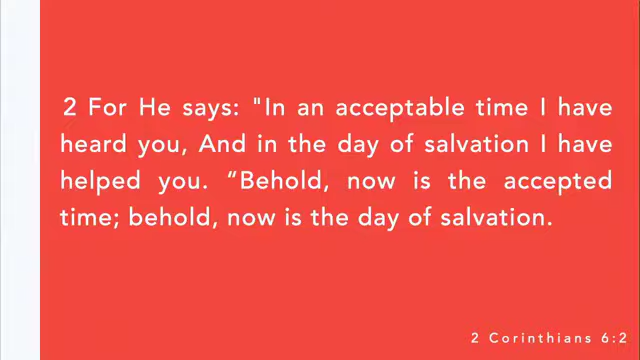 2 For He says: "In an acceptable time I have
heard you, And in the day of salvation I have
helped you. “Behold, now is the accepted
time; behold, now is the day of salvation.
2 Corinthians 6:2